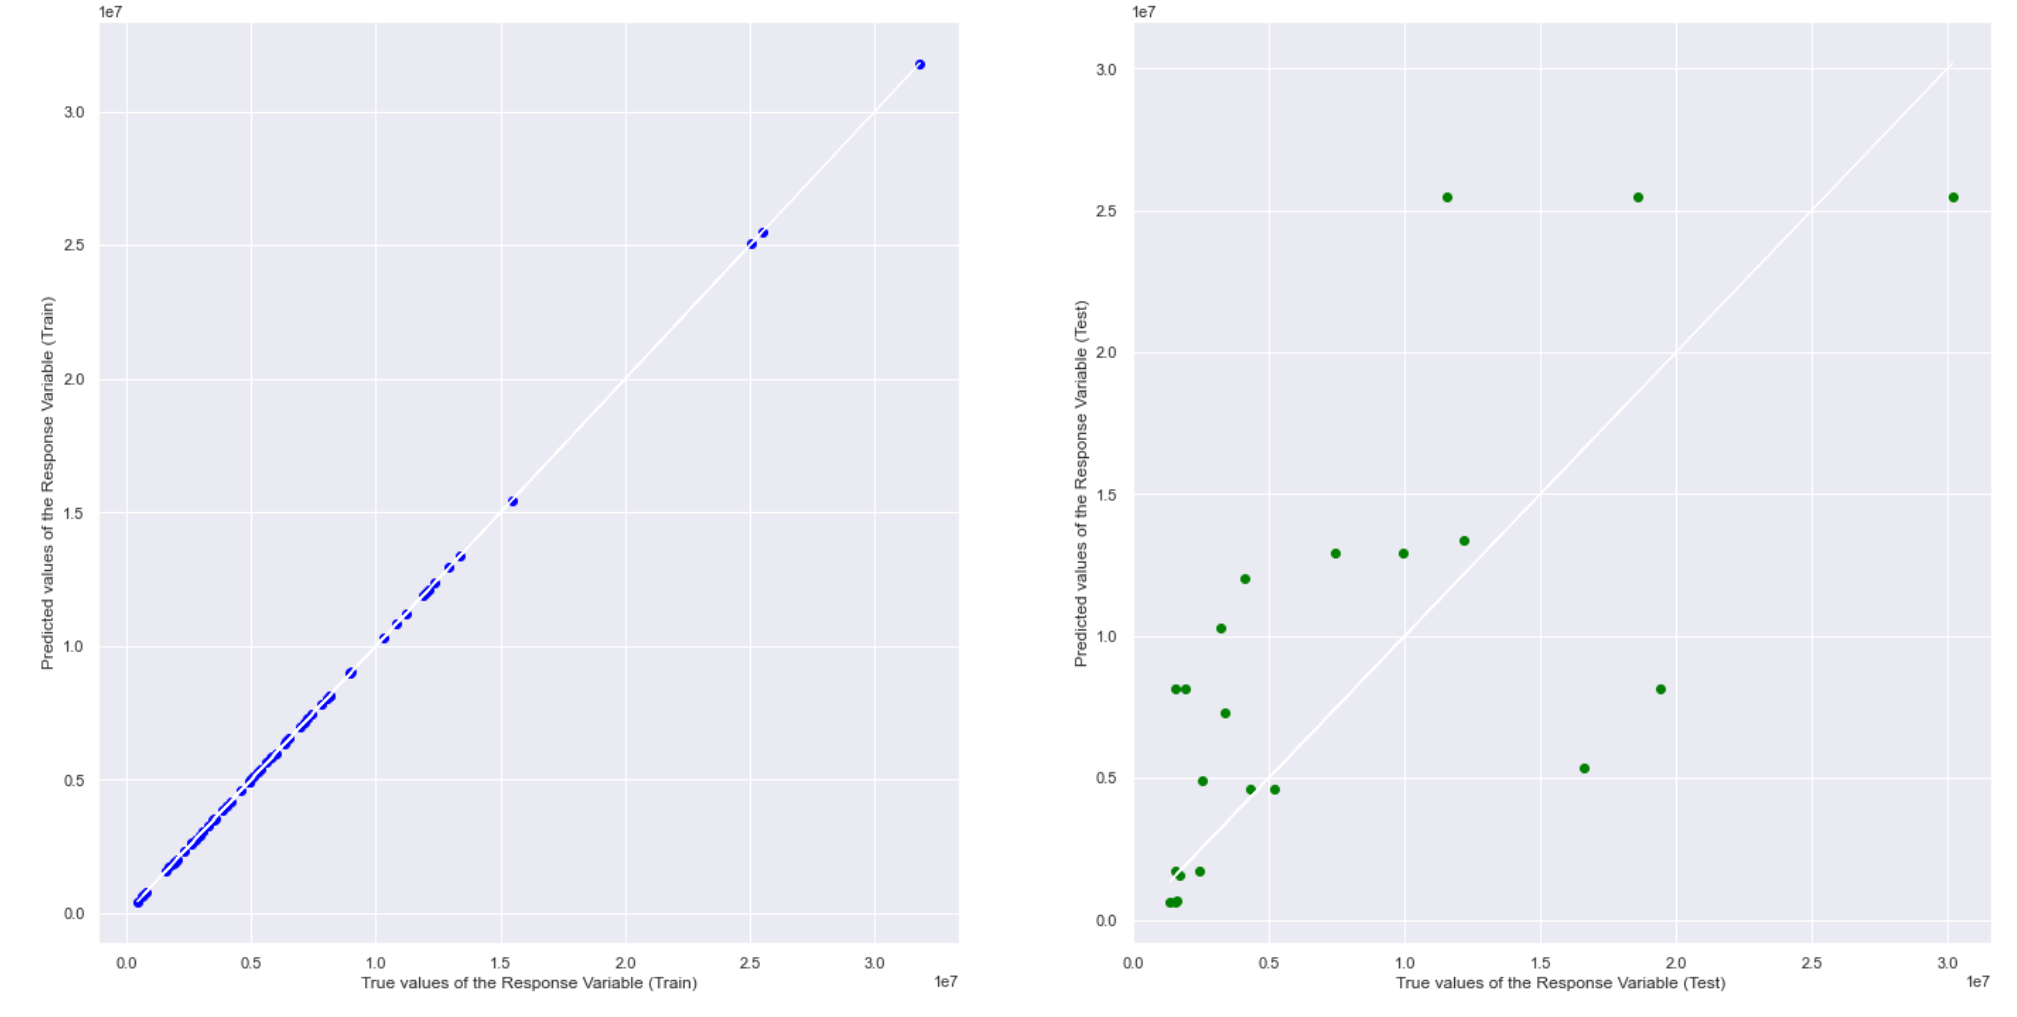 1e7
3.0
2.5
2.0
1.5
1.0
0.5
0.0
Predicted values of the Response Variable (Train)
0.0 0.5 1.0 1.5 2.0 2.5 3.0
True values of the Response Variable (Train)
1e7
1e7
3.0
2.5
2.0
1.5
1.0
0.5
0.0
Predicted values of the Response Variable (Test)
0.0 0.5 1.0 1.5 2.0 2.5 3.0
True values of the Response Variable (Test)
1e7